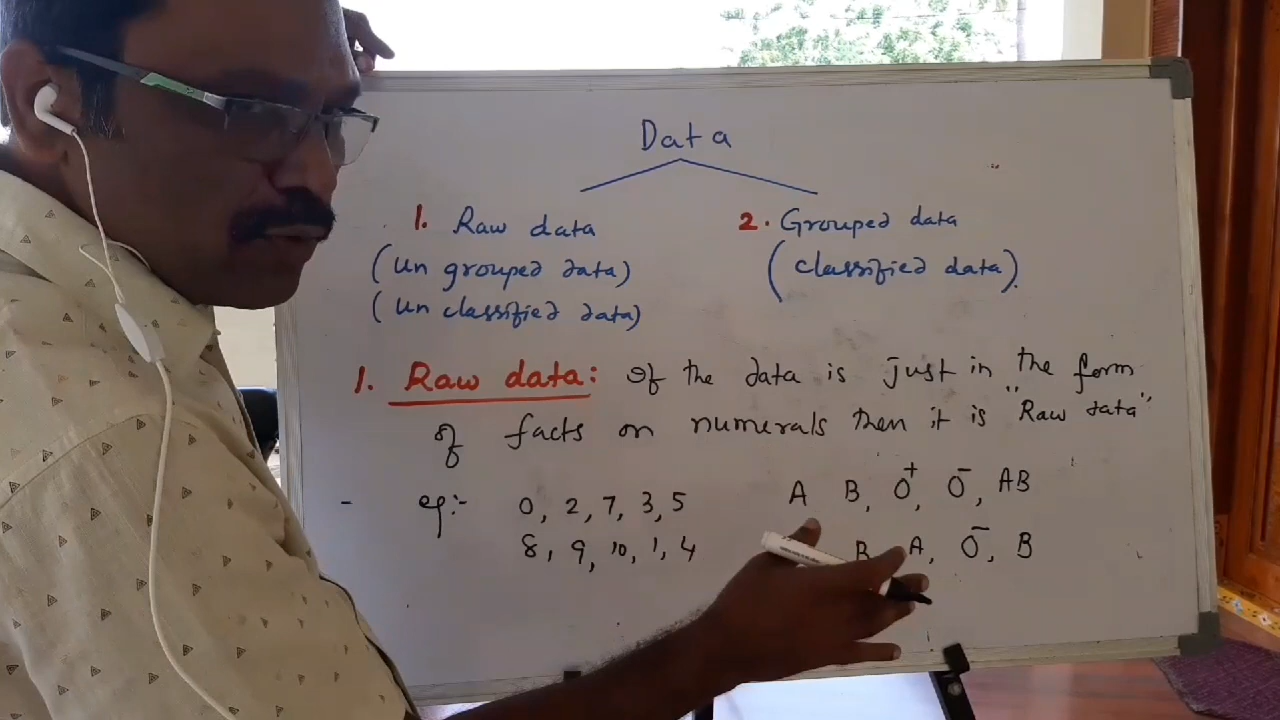 Data
1. Raw data
(un grouped data)
(un classified data)
2. Grouped data
(classified data).
1. Raw data: If the data is just in the form
of facts or numerals then it is "Raw data"
eg:- 0, 2, 7, 3, 5
8, 9, 10, 1, 4
A B, O+, O-, AB
B A, O-, B